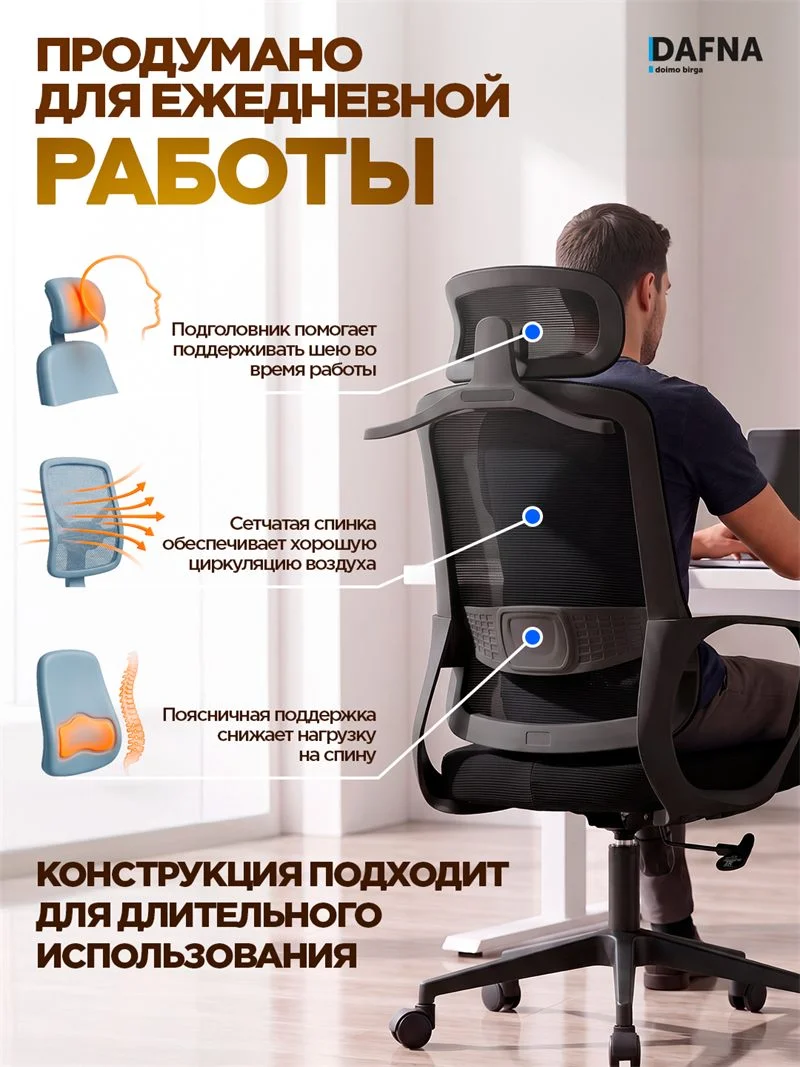 ПРОДУМАНО
ДЛЯ ЕЖЕДНЕВНОЙ
РАБОТЫ
DAFNA
doimo birga
Подголовник помогает
поддерживать шею во
время работы
Сетчатая спинка
обеспечивает хорошую
циркуляцию воздуха
Поясничная поддержка
снижает нагрузку
на спину
КОНСТРУКЦИЯ ПОДХОДИТ
ДЛЯ ДЛИТЕЛЬНОГО
ИСПОЛЬЗОВАНИЯ